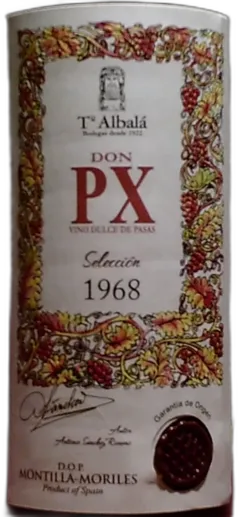 Tº Albalá
Bodegas desde 1922
DON
PX
VINO DULCE DE PASAS
Selección
1968
Autor
Antonio Sánchez Romero
Garantía de Origen
D.O.P.
MONTILLA-MORILES
Product of Spain